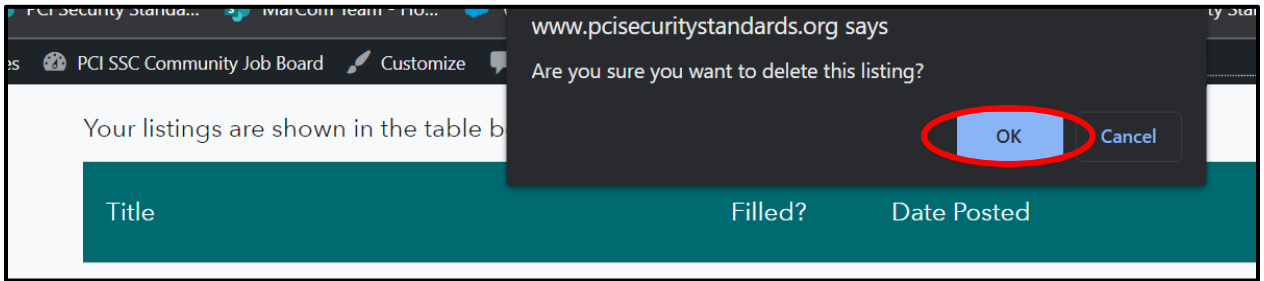 PCI Security Standa... MarCom Team - Ho...
www.pcisecuritystandards.org says
PCI SSC Community Job Board Customize
Are you sure you want to delete this listing?
Your listings are shown in the table
OK Cancel
Title Filled? Date Posted